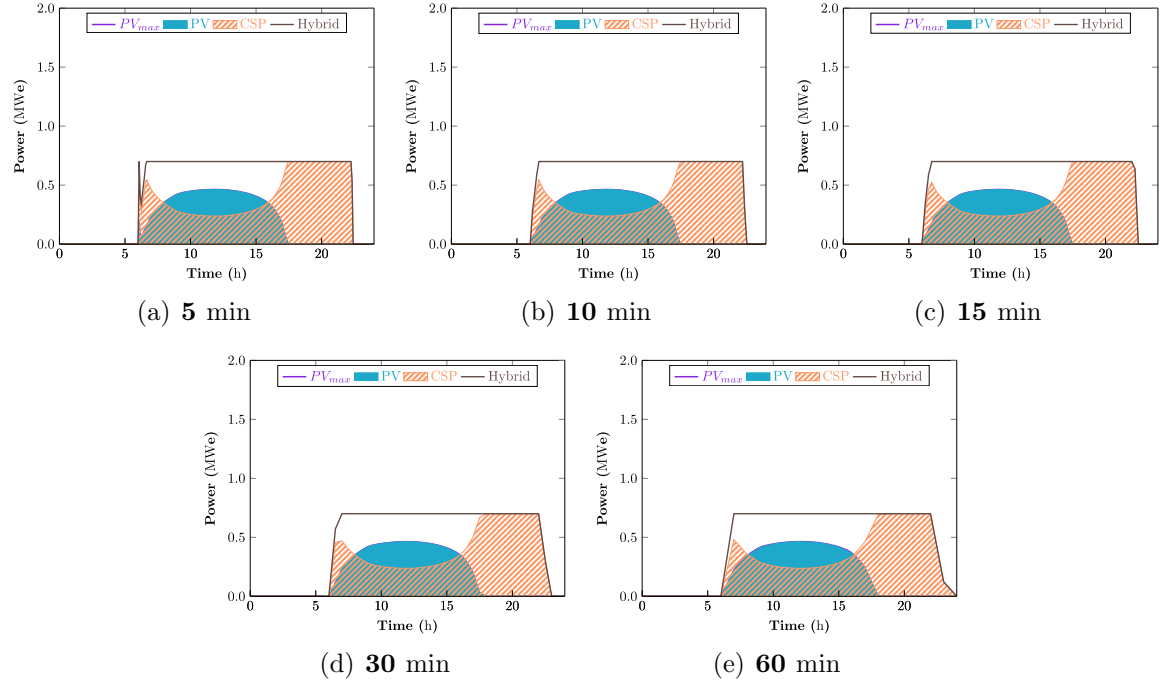 PV_max PV CSP Hybrid
2.0
1.5
1.0
0.5
0.0
Power (MWe)
0 5 10 15 20
Time (h)
(a) 5 min
PV_max PV CSP Hybrid
2.0
1.5
1.0
0.5
0.0
Power (MWe)
0 5 10 15 20
Time (h)
(b) 10 min
PV_max PV CSP Hybrid
2.0
1.5
1.0
0.5
0.0
Power (MWe)
0 5 10 15 20
Time (h)
(c) 15 min
PV_max PV CSP Hybrid
2.0
1.5
1.0
0.5
0.0
Power (MWe)
0 5 10 15 20
Time (h)
(d) 30 min
PV_max PV CSP Hybrid
2.0
1.5
1.0
0.5
0.0
Power (MWe)
0 5 10 15 20
Time (h)
(e) 60 min